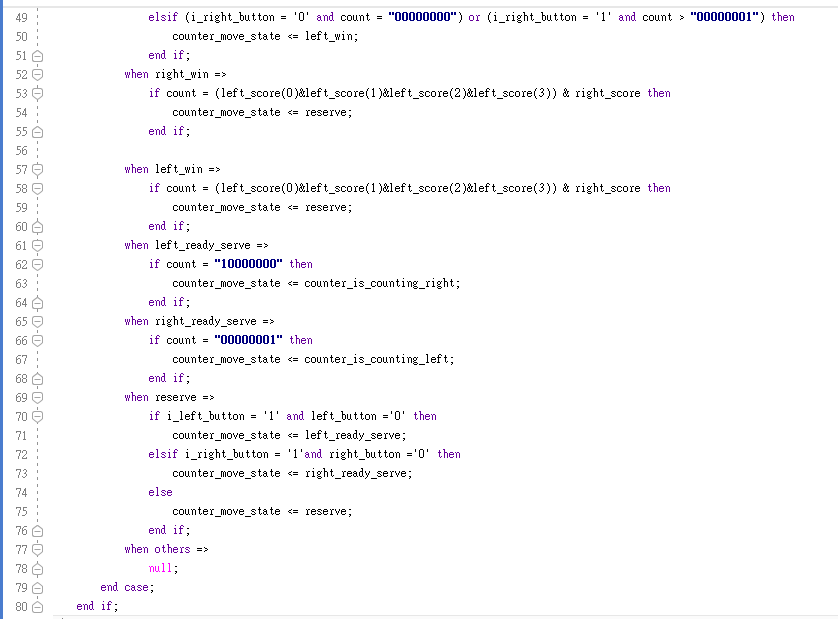 49 elsif (i_right_button = '0' and count = "00000000") or (i_right_button = '1' and count > "00000001") then
50 counter_move_state <= left_win;
51 end if;
52 when right_win =>
53 if count = (left_score(0)&left_score(1)&left_score(2)&left_score(3)) & right_score then
54 counter_move_state <= reserve;
55 end if;
56
57 when left_win =>
58 if count = (left_score(0)&left_score(1)&left_score(2)&left_score(3)) & right_score then
59 counter_move_state <= reserve;
60 end if;
61 when left_ready_serve =>
62 if count = "10000000" then
63 counter_move_state <= counter_is_counting_right;
64 end if;
65 when right_ready_serve =>
66 if count = "00000001" then
67 counter_move_state <= counter_is_counting_left;
68 end if;
69 when reserve =>
70 if i_left_button = '1' and left_button ='0' then
71 counter_move_state <= left_ready_serve;
72 elsif i_right_button = '1'and right_button ='0' then
73 counter_move_state <= right_ready_serve;
74 else
75 counter_move_state <= reserve;
76 end if;
77 when others =>
78 null;
79 end case;
80 end if;